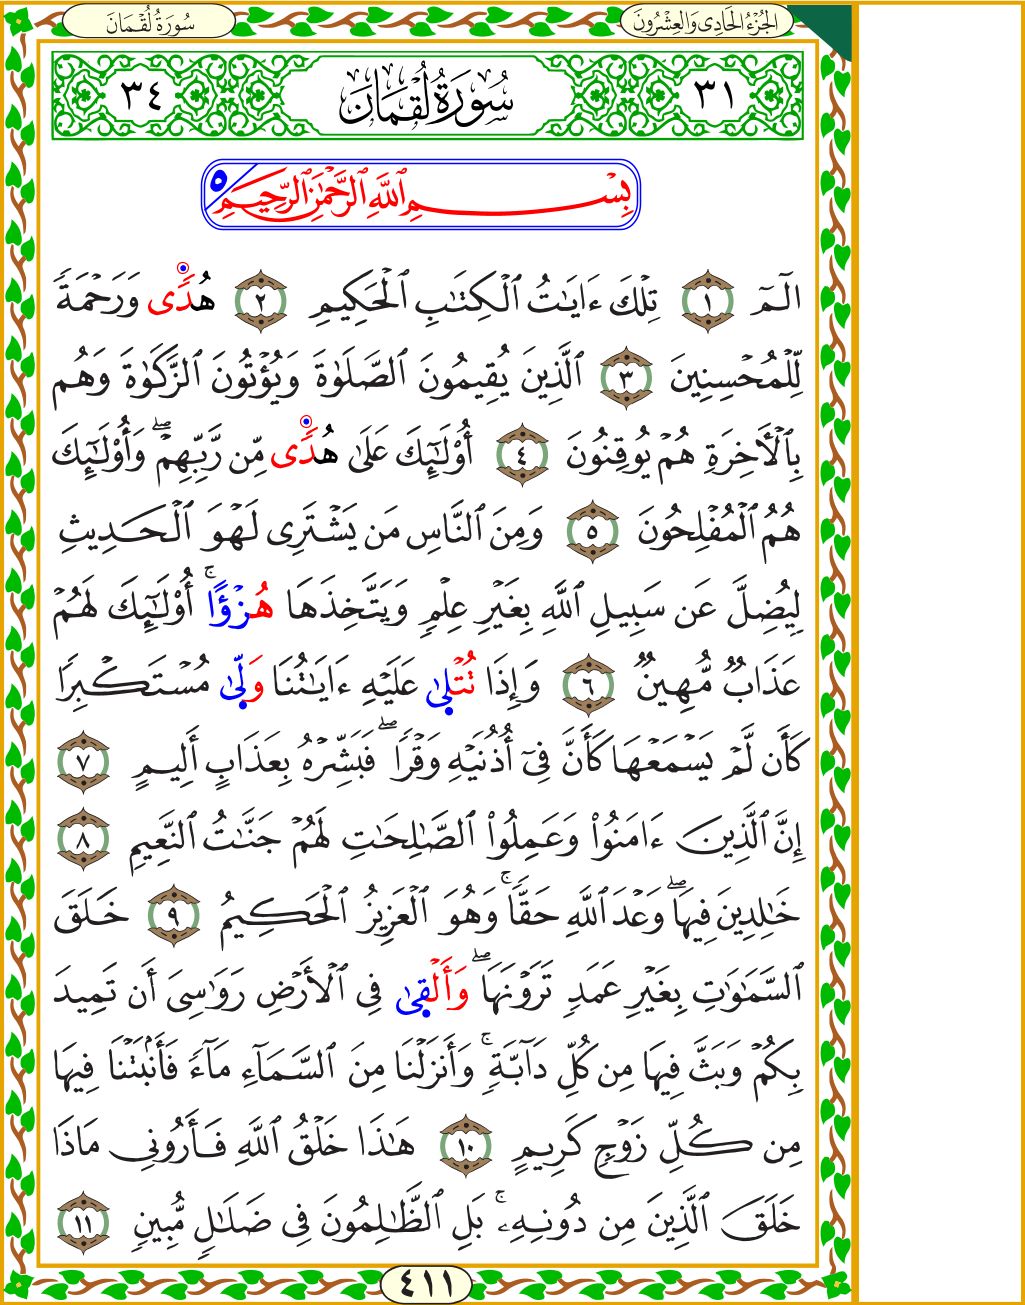 الجُزْءُ الحَادِى وَالعِشْرُونَ
سُورَةُ لُقْمَانَ
٣١ سُورَةُ لُقْمَانَ ٣٤
بِسْمِ ٱللَّهِ ٱلرَّحْمَٰنِ ٱلرَّحِيمِ ٥
الٓمٓ ١ تِلْكَ ءَايَٰتُ ٱلْكِتَٰبِ ٱلْحَكِيمِ ٢ هُدًى وَرَحْمَةً
لِّلْمُحْسِنِينَ ٣ ٱلَّذِينَ يُقِيمُونَ ٱلصَّلَوٰةَ وَيُؤْتُونَ ٱلزَّكَوٰةَ وَهُم
بِٱلْأَخِرَةِ هُمْ يُوقِنُونَ ٤ أُوْلَٰٓئِكَ عَلَىٰ هُدًى مِّن رَّبِّهِمْ ۖ وَأُوْلَٰٓئِكَ
هُمُ ٱلْمُفْلِحُونَ ٥ وَمِنَ ٱلنَّاسِ مَن يَشْتَرِى لَهْوَ ٱلْحَدِيثِ
لِيُضِلَّ عَن سَبِيلِ ٱللَّهِ بِغَيْرِ عِلْمٍ وَيَتَّخِذَهَا هُزْؤًا ۚ أُوْلَٰٓئِكَ لَهُمْ
عَذَابٌ مُّهِينٌ ٦ وَإِذَا تُتْلَىٰ عَلَيْهِ ءَايَٰتُنَا وَلَّىٰ مُسْتَكْبِرًا
كَأَن لَّمْ يَسْمَعْهَا كَأَنَّ فِىٓ أُذُنَيْهِ وَقْرًا ۖ فَبَشِّرْهُ بِعَذَابٍ أَلِيمٍ ٧
إِنَّ ٱلَّذِينَ ءَامَنُوا۟ وَعَمِلُوا۟ ٱلصَّٰلِحَٰتِ لَهُمْ جَنَّٰتُ ٱلنَّعِيمِ ٨
خَٰلِدِينَ فِيهَا ۖ وَعْدَ ٱللَّهِ حَقًّا ۚ وَهُوَ ٱلْعَزِيزُ ٱلْحَكِيمُ ٩ خَلَقَ
ٱلسَّمَٰوَٰتِ بِغَيْرِ عَمَدٍ تَرَوْنَهَا ۖ وَأَلْقَىٰ فِى ٱلْأَرْضِ رَوَٰسِىَ أَن تَمِيدَ
بِكُمْ وَبَثَّ فِيهَا مِن كُلِّ دَآبَّةٍ ۚ وَأَنزَلْنَا مِنَ ٱلسَّمَآءِ مَآءً فَأَنۢبَتْنَا فِيهَا
مِن كُلِّ زَوْجٍ كَرِيمٍ ١٠ هَٰذَا خَلْقُ ٱللَّهِ فَأَرُونِى مَاذَا
خَلَقَ ٱلَّذِينَ مِن دُونِهِۦ ۚ بَلِ ٱلظَّٰلِمُونَ فِى ضَلَٰلٍ مُّبِينٍ ١١
٤١١